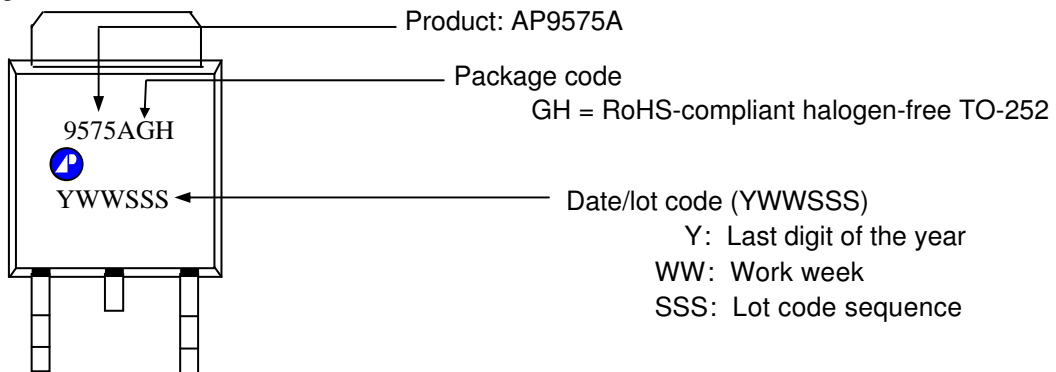 Product: AP9575A
Package code
GH = RoHS-compliant halogen-free TO-252
9575AGH
YWWSSS
Date/lot code (YWWSSS)
Y: Last digit of the year
WW: Work week
SSS: Lot code sequence